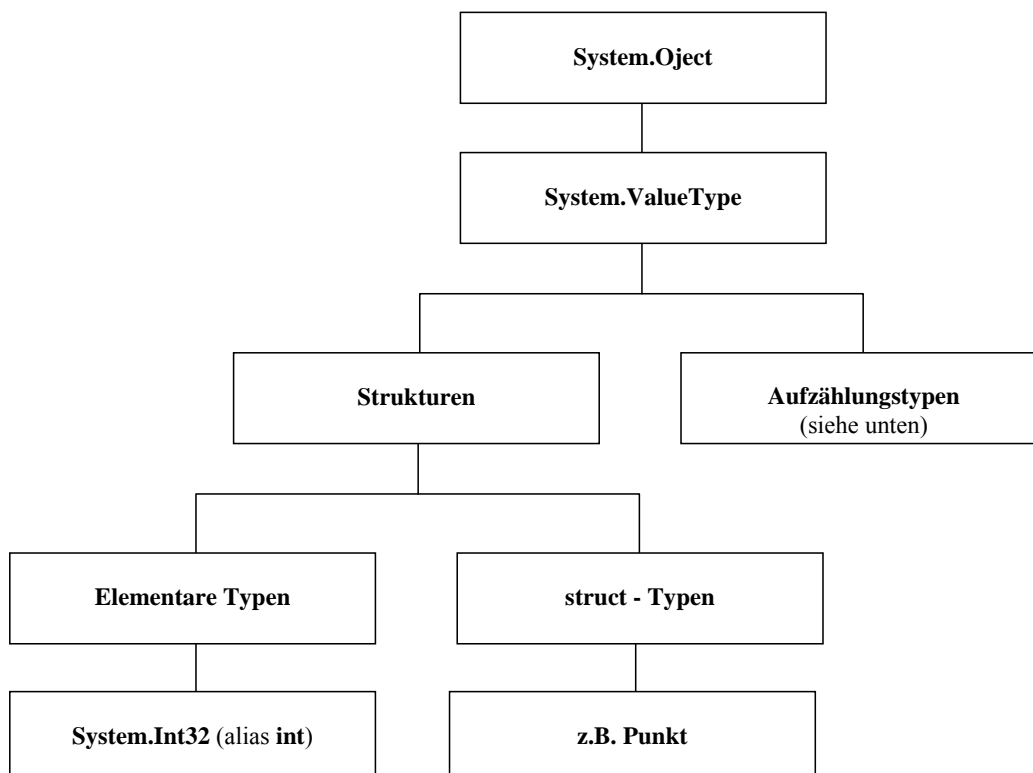 System.Oject
System.ValueType
Strukturen
Aufzählungstypen
(siehe unten)
Elementare Typen
struct - Typen
System.Int32 (alias int)
z.B. Punkt